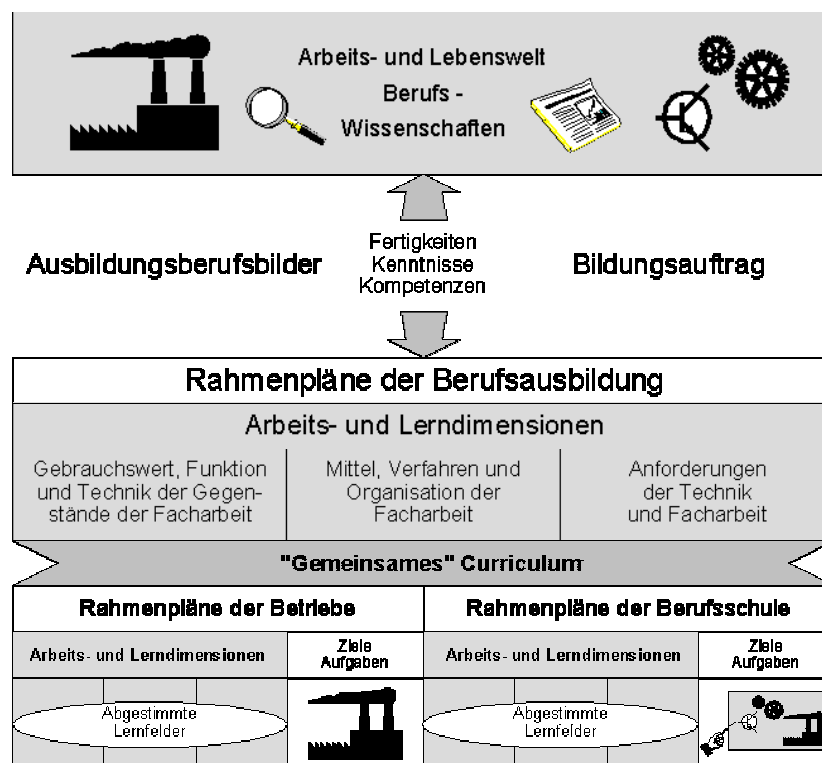 Arbeits- und Lebenswelt
Berufs -
Wissenschaften
Ausbildungsberufsbilder
Fertigkeiten
Kenntnisse
Kompetenzen
Bildungsauftrag
Rahmenpläne der Berufsausbildung
Arbeits- und Lerndimensionen
Gebrauchswert, Funktion
und Technik der Gegen-
stände der Facharbeit
Mittel, Verfahren und
Organisation der
Facharbeit
Anforderungen
der Technik
und Facharbeit
"Gemeinsames" Curriculum
Rahmenpläne der Betriebe
Rahmenpläne der Berufsschule
Arbeits- und Lerndimensionen
Ziele
Aufgaben
Arbeits- und Lerndimensionen
Ziele
Aufgaben
Abgestimmte
Lernfelder
Abgestimmte
Lernfelder